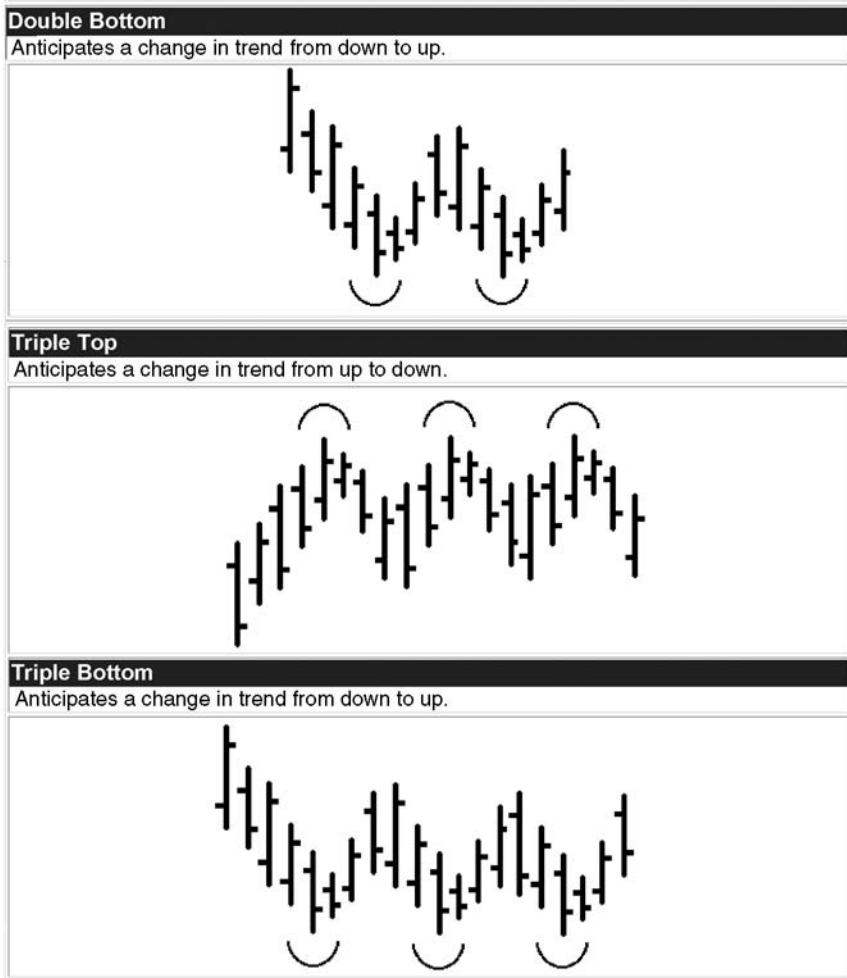 Double Bottom
Anticipates a change in trend from down to up.
Triple Top
Anticipates a change in trend from up to down.
Triple Bottom
Anticipates a change in trend from down to up.